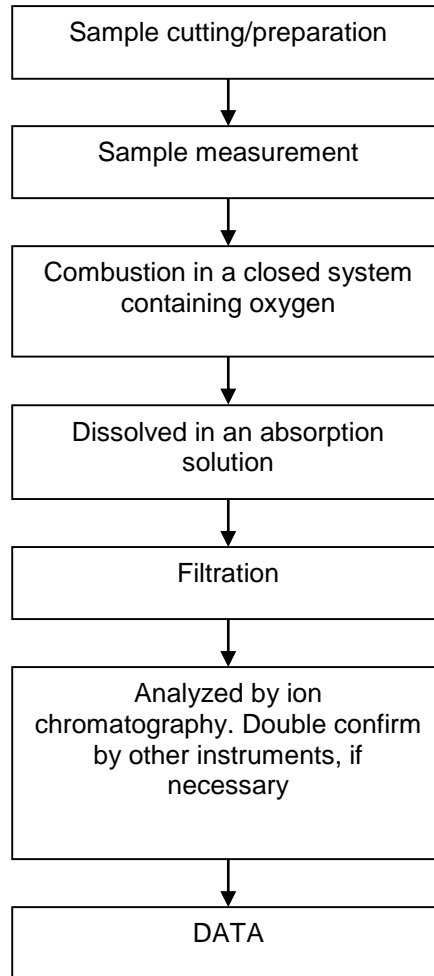 Sample cutting/preparation
Sample measurement
Combustion in a closed system
containing oxygen
Dissolved in an absorption
solution
Filtration
Analyzed by ion
chromatography. Double confirm
by other instruments, if
necessary
DATA